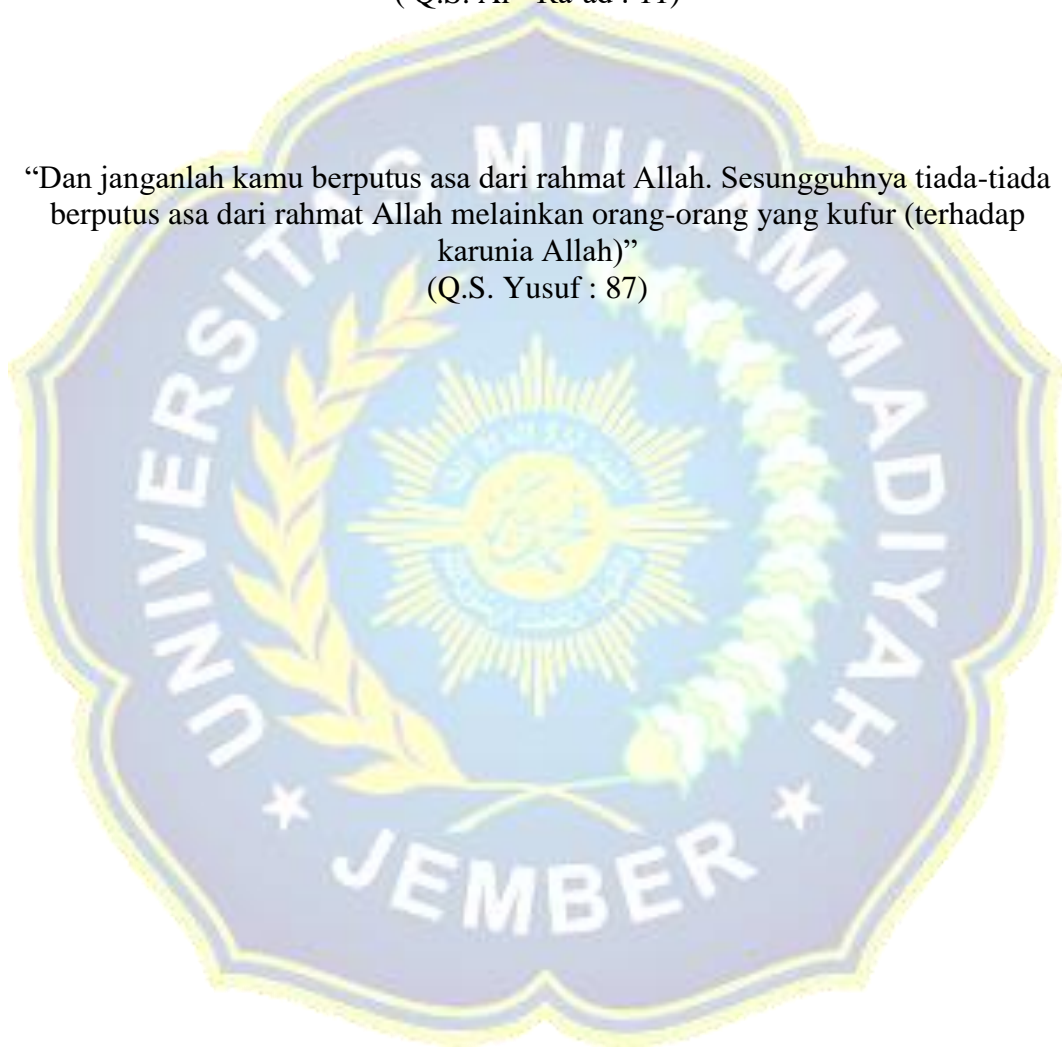 “Dan janganlah kamu berputus asa dari rahmat Allah. Sesungguhnya tiada-tiada
berputus asa dari rahmat Allah melainkan orang-orang yang kufur (terhadap
karunia Allah)”
(Q.S. Yusuf : 87)
UNIVERSITAS MUHAMMADIYAH
JEMBER